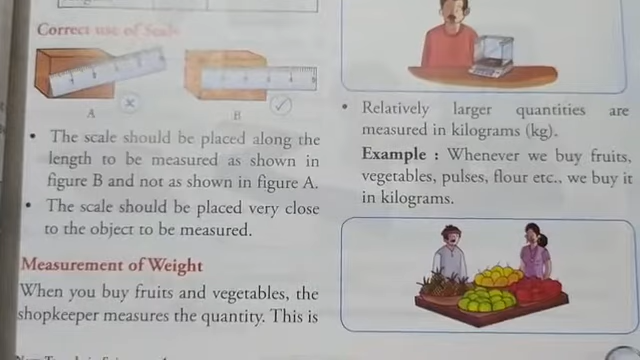 Correct use of Scale
A
B
• The scale should be placed along the
length to be measured as shown in
figure B and not as shown in figure A.
• The scale should be placed very close
to the object to be measured.
Measurement of Weight
When you buy fruits and vegetables, the
shopkeeper measures the quantity. This is
• Relatively larger quantities are
measured in kilograms (kg).
Example : Whenever we buy fruits,
vegetables, pulses, flour etc., we buy it
in kilograms.